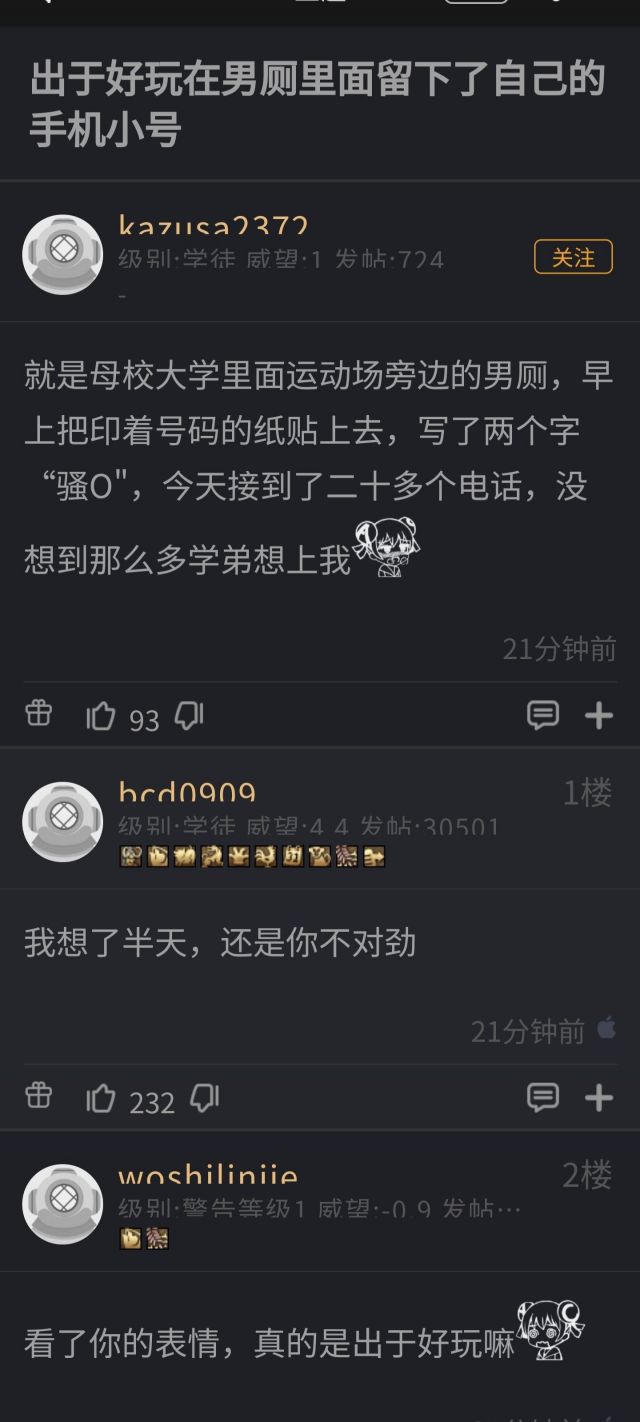 出于好玩在男厕里面留下了自己的
手机小号
kazusa2372
级别:学徒 威望:1 发帖:724
-
关注
就是母校大学里面运动场旁边的男厕，早
上把印着号码的纸贴上去，写了两个字
“骚O"，今天接到了二十多个电话，没
想到那么多学弟想上我
21分钟前
93
bcd0909
1楼
级别:学徒 威望:4.4 发帖:30501
我想了半天，还是你不对劲
21分钟前
232
woshilinjie
2楼
级别:警告等级1 威望:-0.9 发帖…
看了你的表情，真的是出于好玩嘛